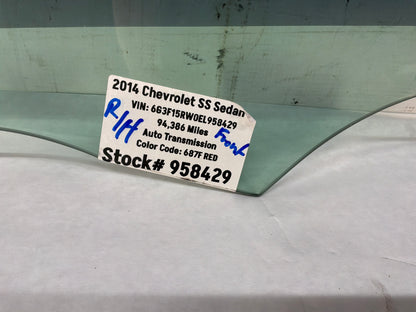 2014 Chevrolet SS Sedan
VIN: 6G3F15RW0EL958429
94,386 Miles
R/H
Front
Auto Transmission
Color Code: 687F RED
Stock# 958429